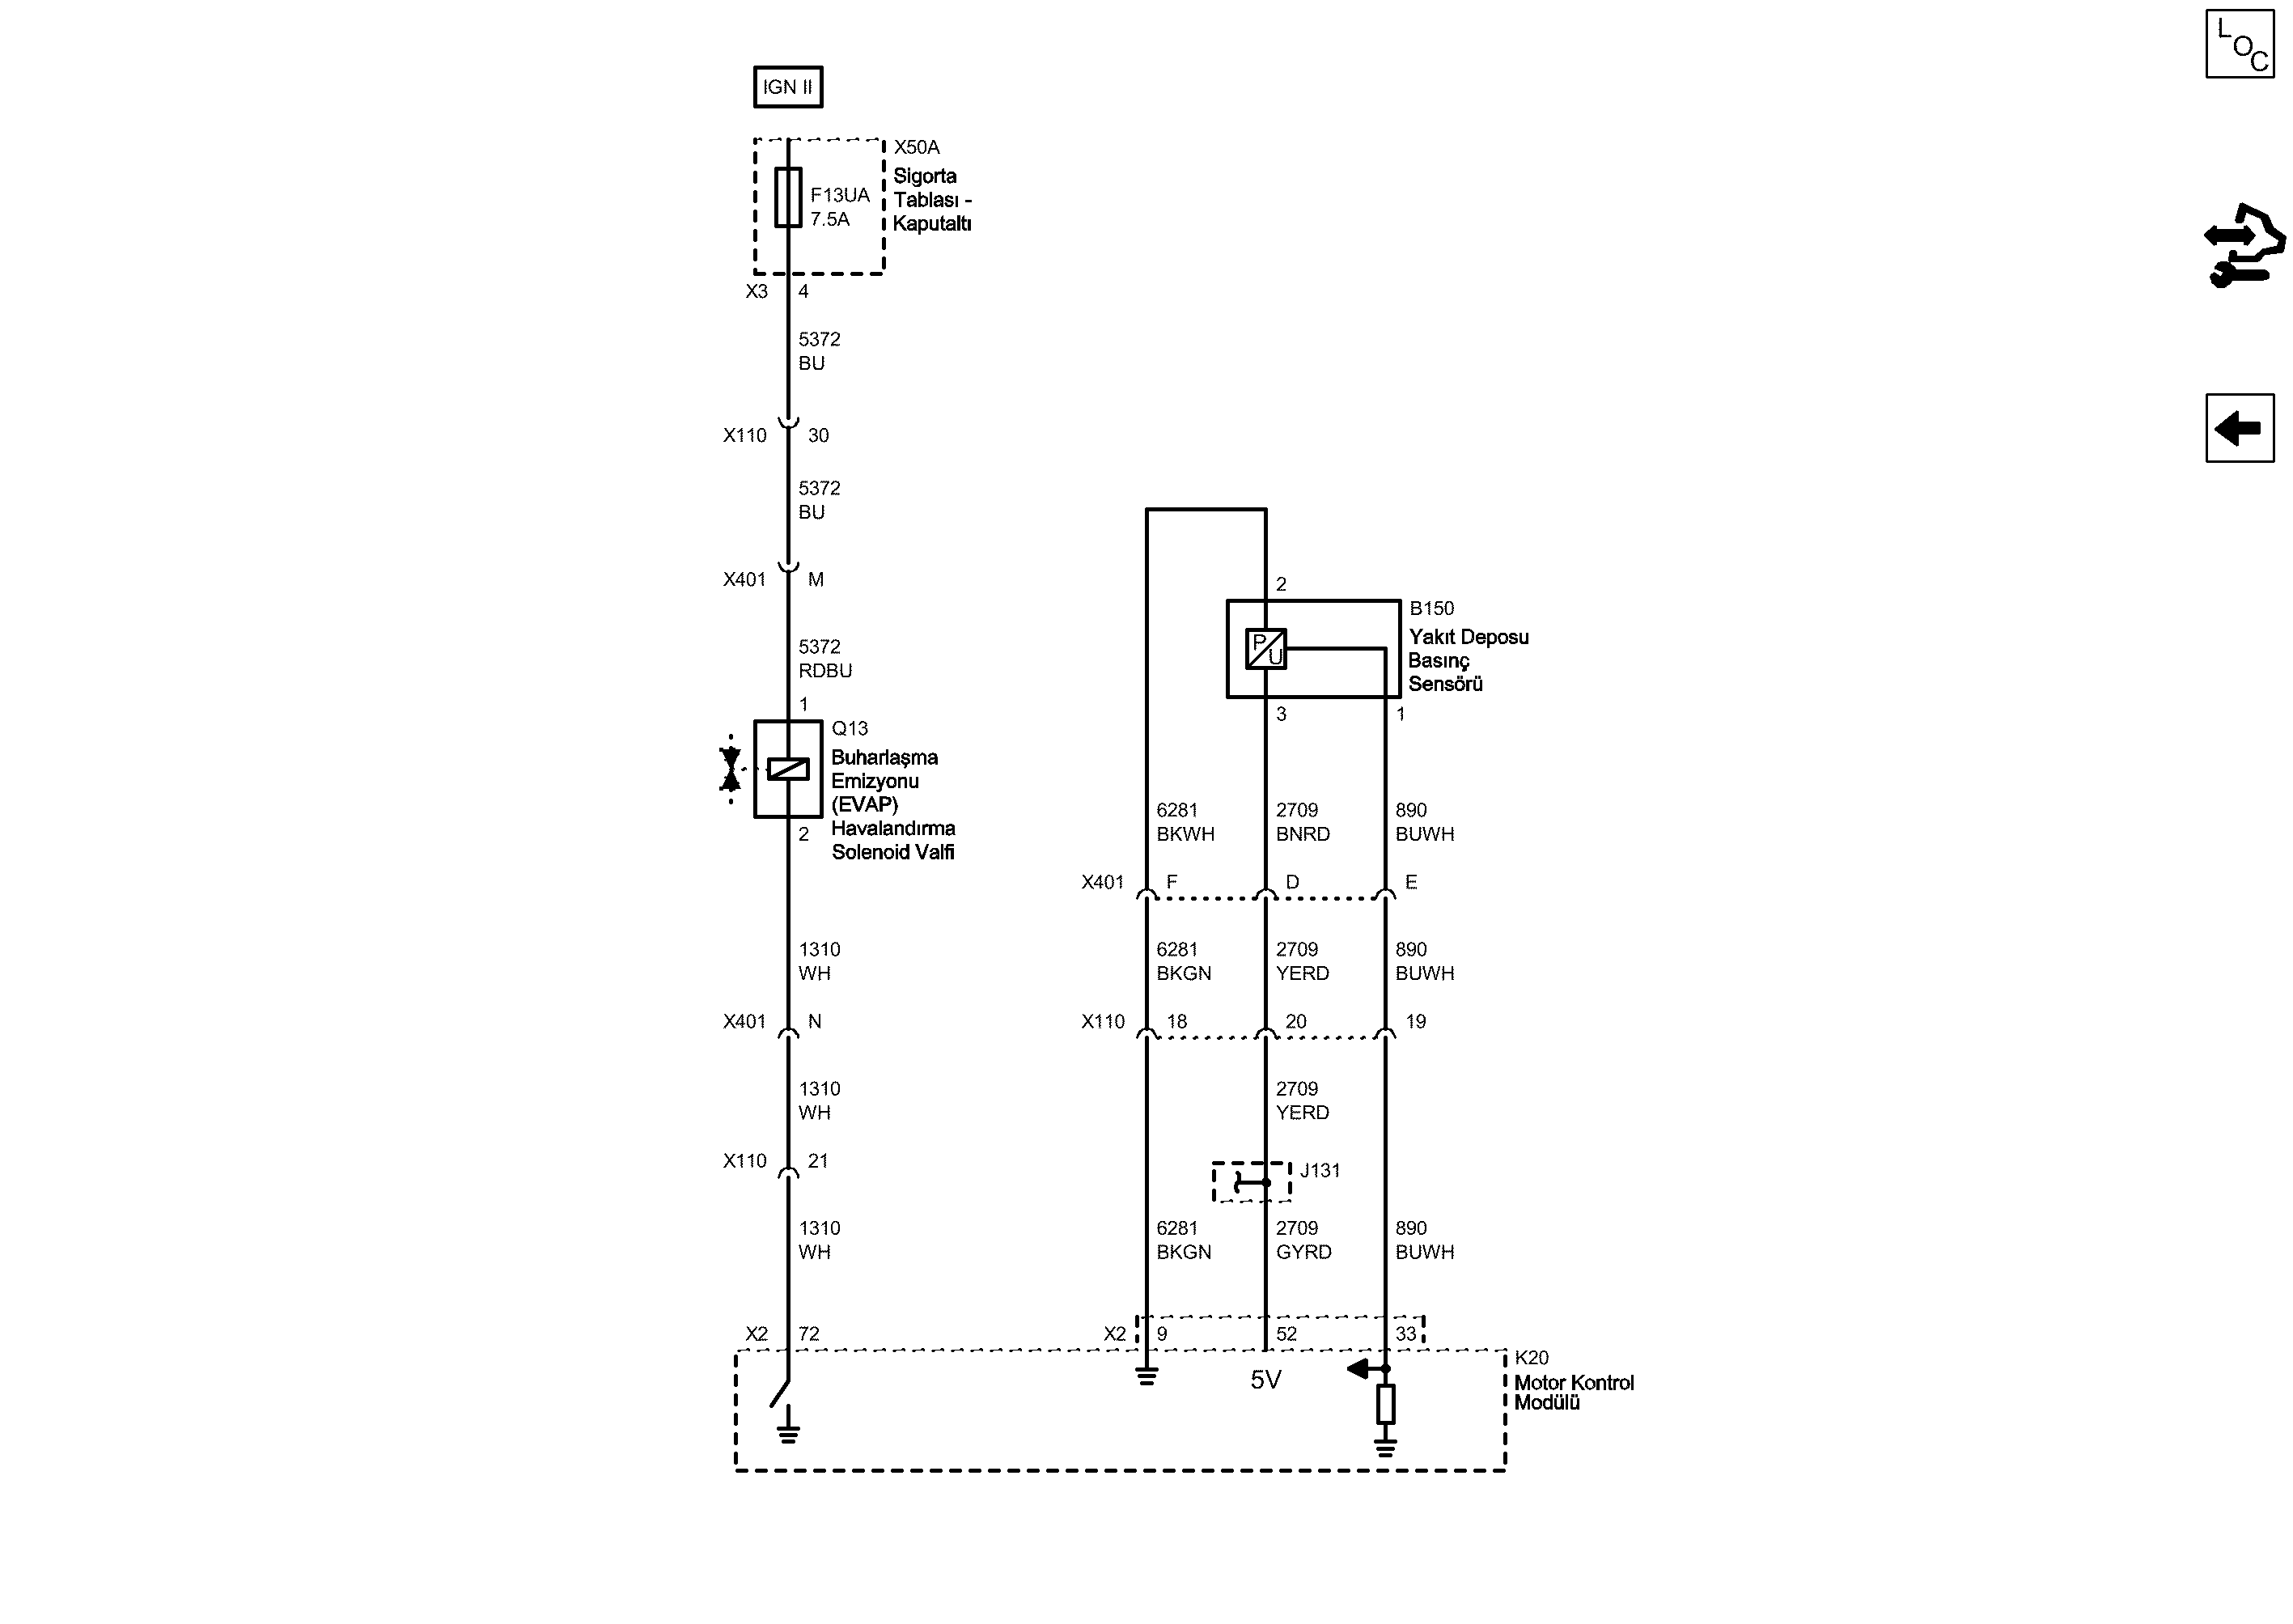 LOC
IGN II
X50A
Sigorta
Tablası -
Kaputaltı
F13UA
7.5A
X3 4
5372
BU
X110 30
5372
BU
X401 M
5372
RDBU
1
Q13
Buharlaşma
Emizyonu
(EVAP)
Havalandırma
Solenoid Valfi
2
1310
WH
X401 N
1310
WH
X110 21
1310
WH
X2 72
2
B150
Yakıt Deposu
Basınç
Sensörü
P
U
3 1
6281 2709 890
BKWH BNRD BUWH
X401 F D E
6281 2709 890
BKGN YERD BUWH
X110 18 20 19
2709
YERD
J131
6281 2709 890
BKGN GYRD BUWH
X2 9 52 33
5V
K20
Motor Kontrol
Modülü